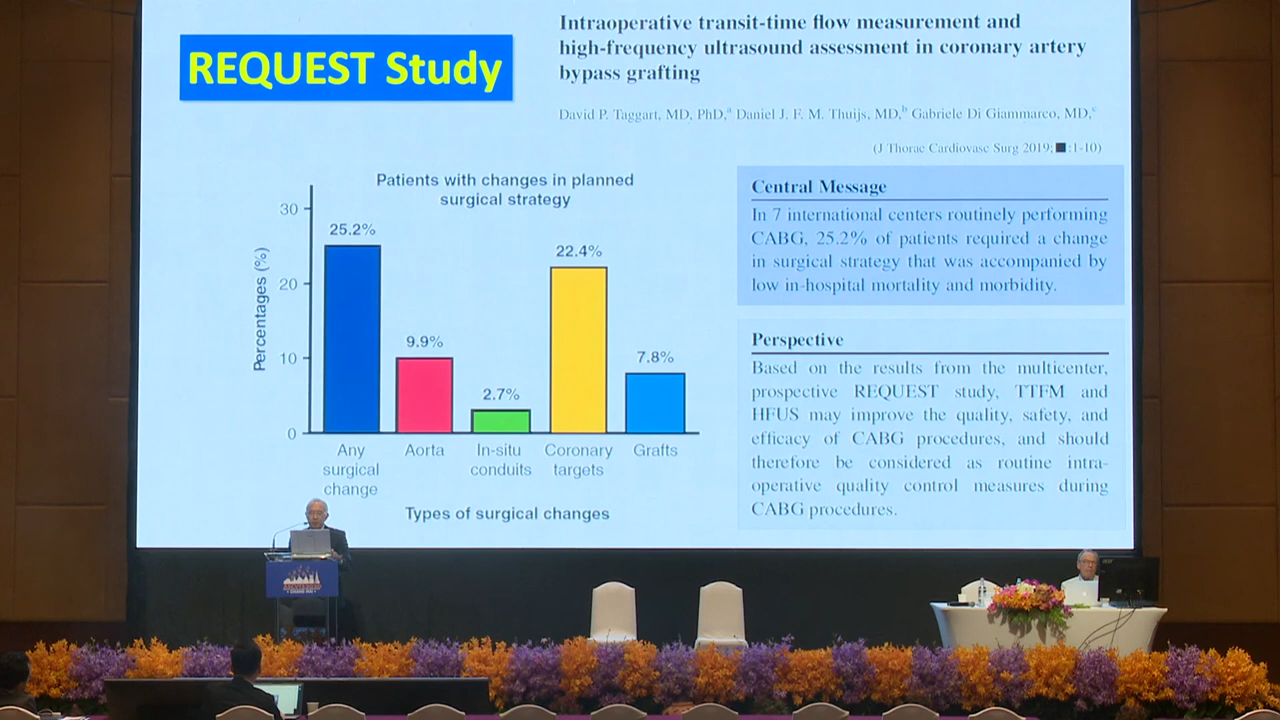 REQUEST Study
Intraoperative transit-time flow measurement and
high-frequency ultrasound assessment in coronary artery
bypass grafting
David P. Taggart, MD, PhD,a Daniel J. F. M. Thuijs, MD,b Gabriele Di Giammarco, MD,c
(J Thorac Cardiovasc Surg 2019;■:1-10)
Patients with changes in planned
surgical strategy
Percentages (%)
30
20
10
0
25.2%
9.9%
2.7%
22.4%
7.8%
Any
surgical
change
Aorta
In-situ
conduits
Coronary
targets
Grafts
Types of surgical changes
Central Message
In 7 international centers routinely performing
CABG, 25.2% of patients required a change
in surgical strategy that was accompanied by
low in-hospital mortality and morbidity.
Perspective
Based on the results from the multicenter,
prospective REQUEST study, TTFM and
HFUS may improve the quality, safety, and
efficacy of CABG procedures, and should
therefore be considered as routine intra-
operative quality control measures during
CABG procedures.